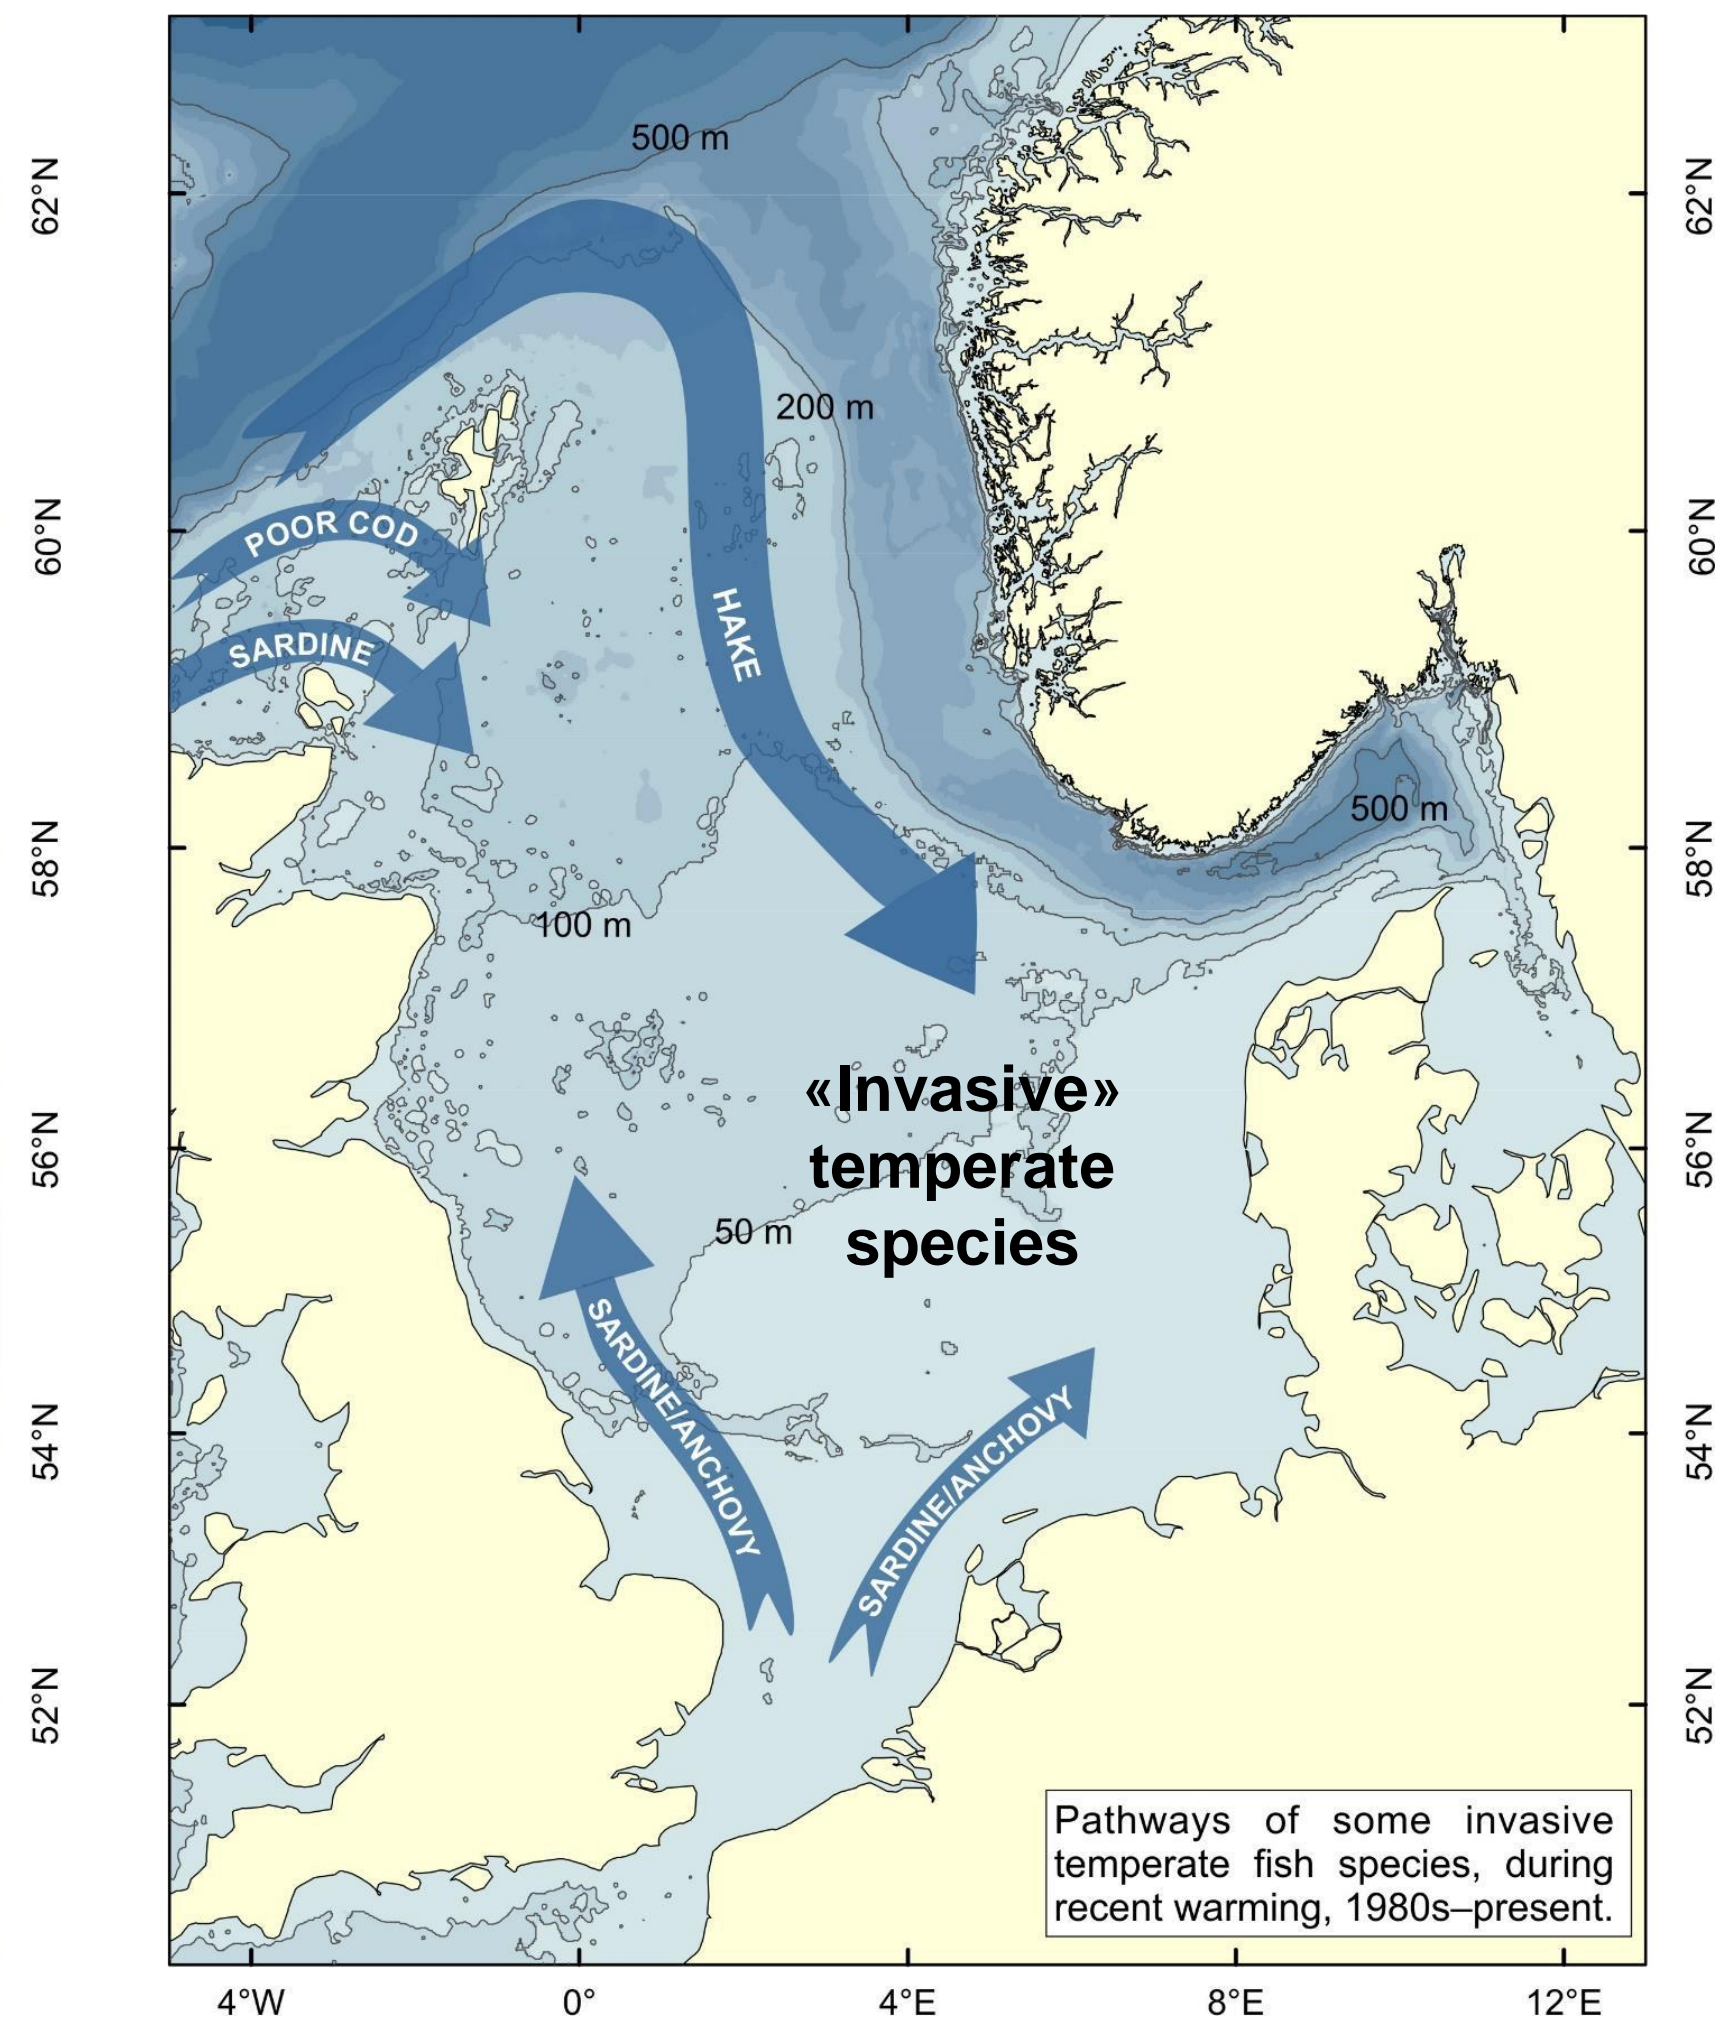 500 m
62°N
62°N
200 m
60°N
POOR COD
60°N
HAKE
SARDINE
500 m
58°N
58°N
100 m
«Invasive»
temperate
species
56°N
56°N
50 m
SARDINE/ANCHOVY
SARDINE/ANCHOVY
54°N
54°N
52°N
52°N
Pathways of some invasive
temperate fish species, during
recent warming, 1980s–present.
4°W 0° 4°E 8°E 12°E